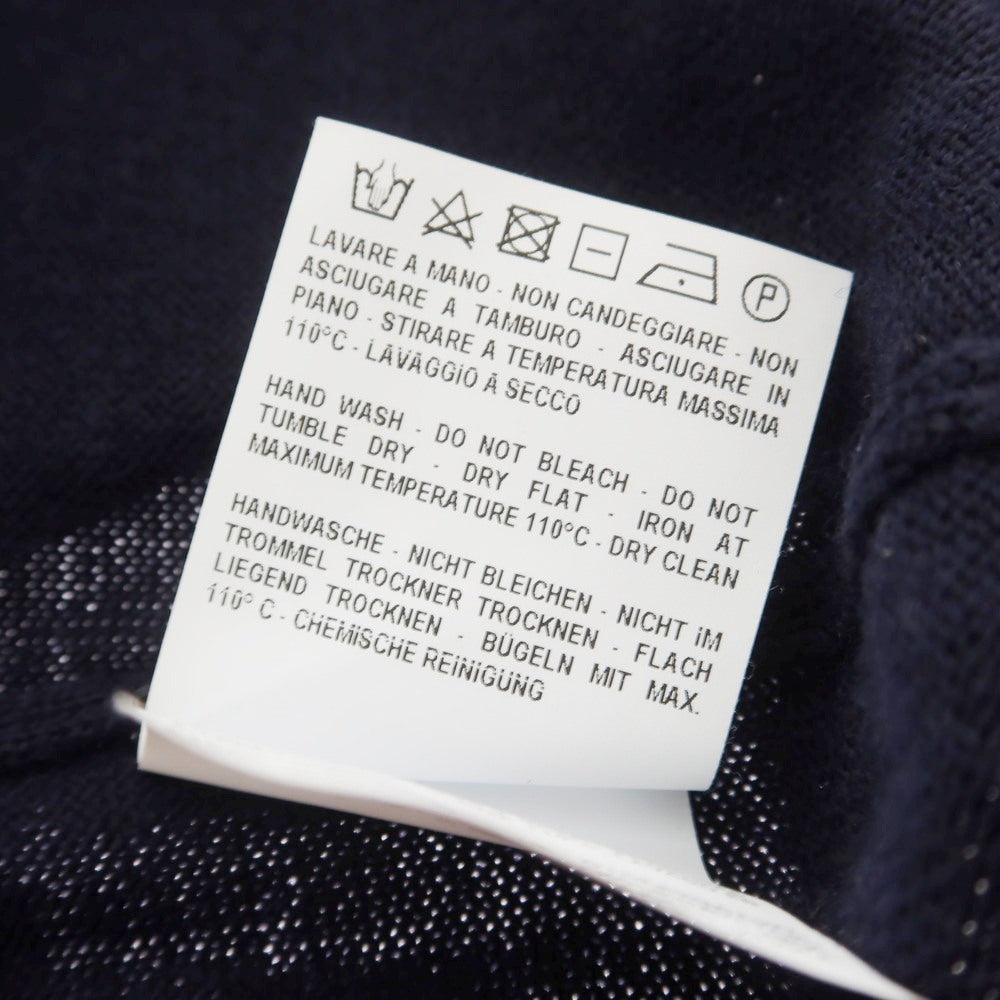 P
LAVARE A MANO - NON CANDEGGIARE - NON
ASCIUGARE A TAMBURO - ASCIUGARE IN
PIANO - STIRARE A TEMPERATURA MASSIMA
110°C - LAVAGGIO A SECCO
HAND WASH - DO NOT BLEACH - DO NOT
TUMBLE DRY - DRY FLAT - IRON AT
MAXIMUM TEMPERATURE 110°C - DRY CLEAN
HANDWASCHE - NICHT BLEICHEN - NICHT iM
TROMMEL TROCKNER TROCKNEN - FLACH
LIEGEND TROCKNEN - BÜGELN MIT MAX.
110° C - CHEMISCHE REINIGUNG